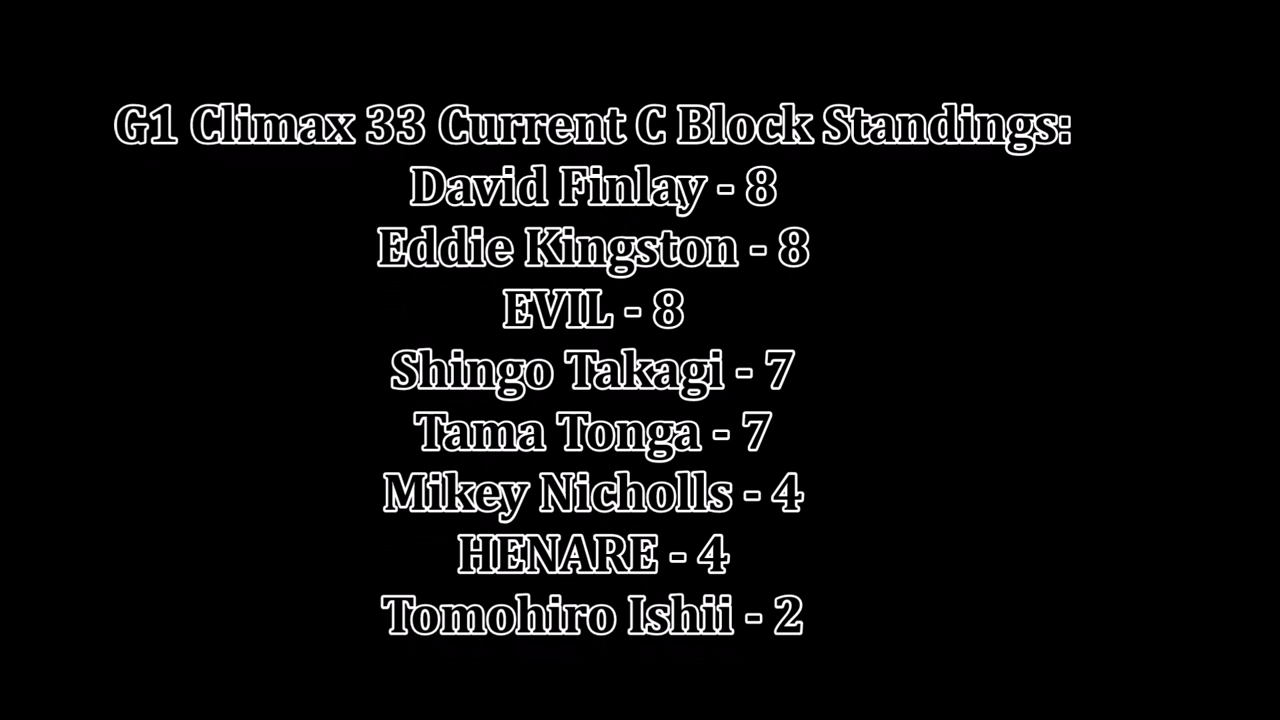 G1 Climax 33 Current C Block Standings:
David Finlay - 8
Eddie Kingston - 8
EVIL - 8
Shingo Takagi - 7
Tama Tonga - 7
Mikey Nicholls - 4
HENARE - 4
Tomohiro Ishii - 2